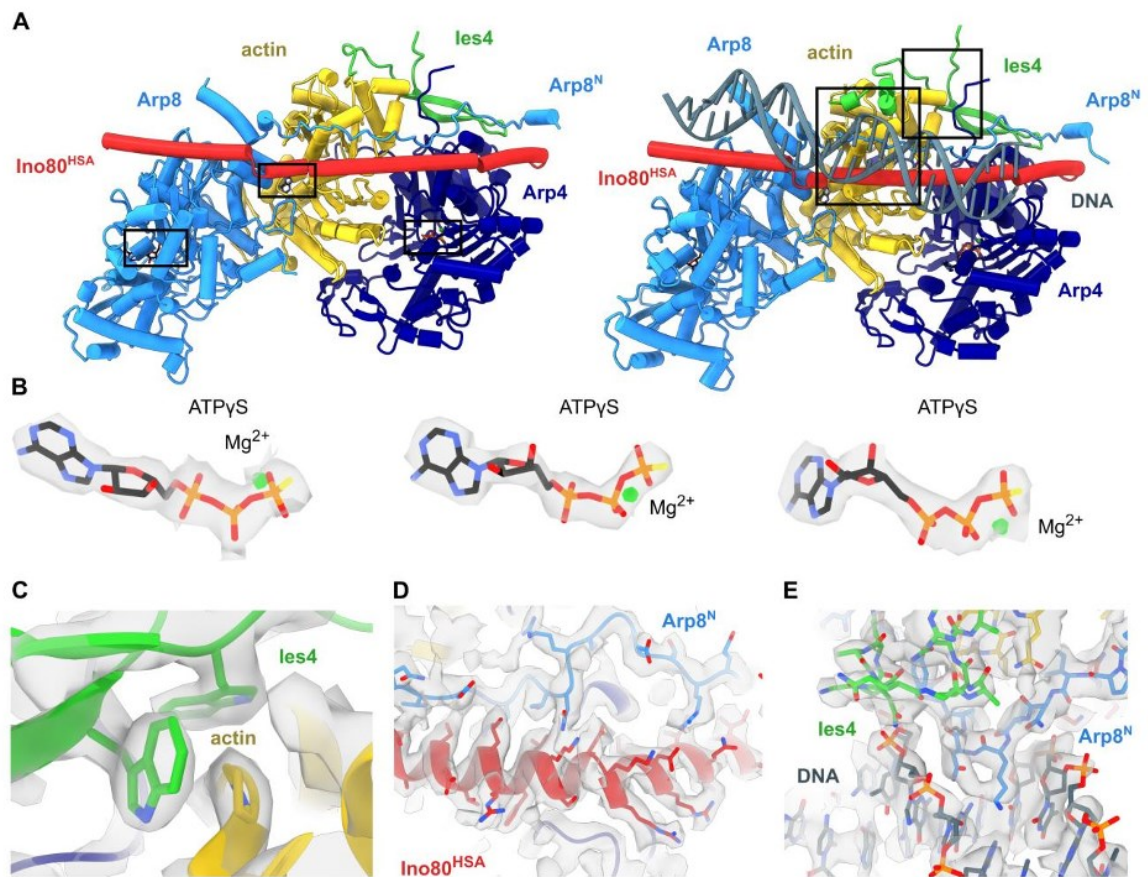 A
actin
Ies4
Arp8
Arp8N
Ino80HSA
Arp4
Arp8
actin
Ies4
Arp8N
Ino80HSA
DNA
Arp4
B
ATPγS
Mg2+
ATPγS
Mg2+
ATPγS
Mg2+
C
Ies4
actin
D
Arp8N
Ino80HSA
E
Ies4
Arp8N
DNA